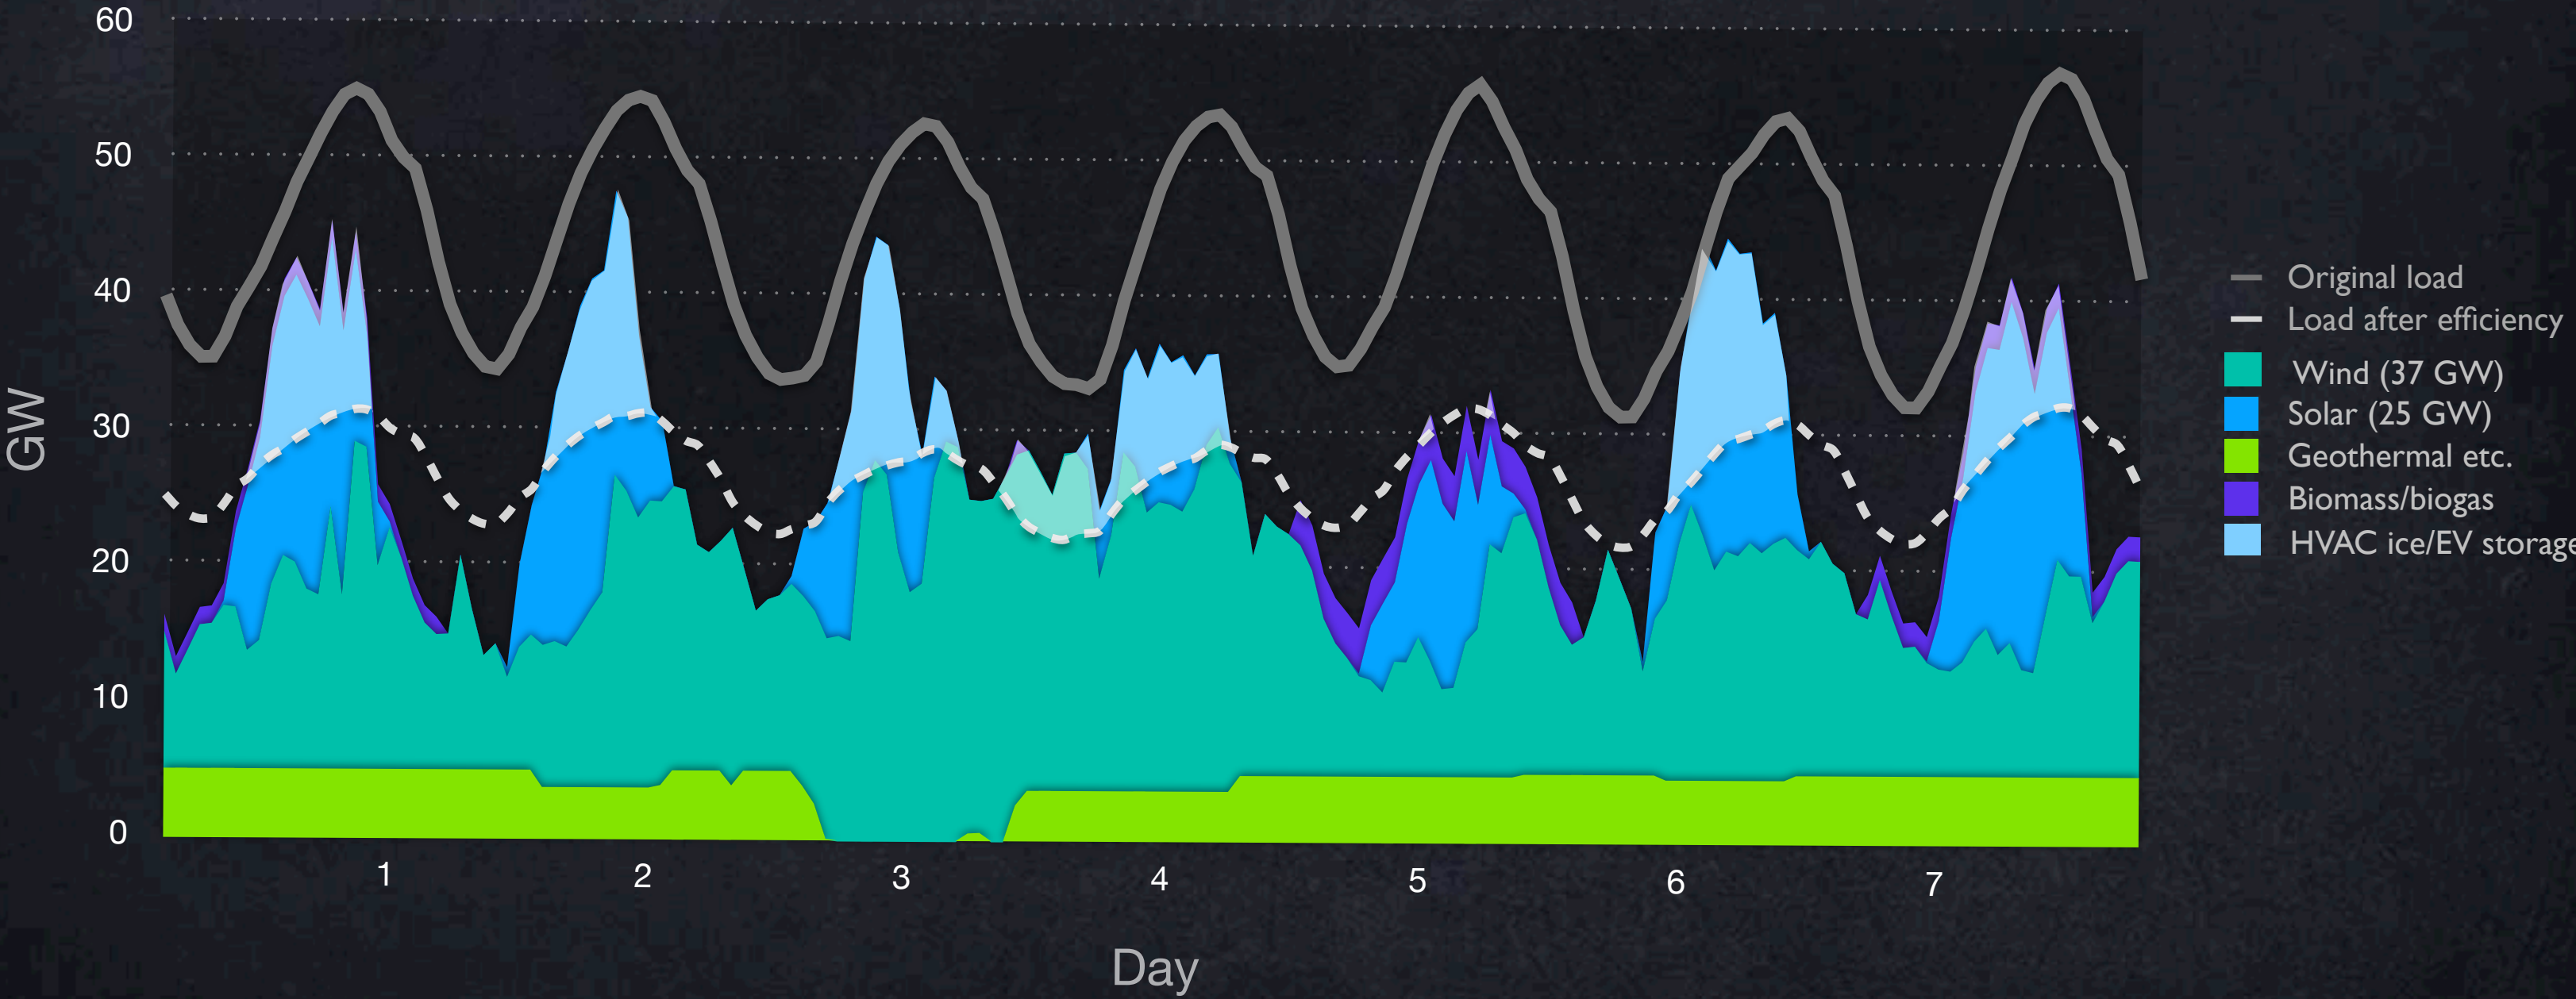 60
50
40
30
20
10
0
GW
1 2 3 4 5 6 7
Day
Original load
Load after efficiency
Wind (37 GW)
Solar (25 GW)
Geothermal etc.
Biomass/biogas
HVAC ice/EV storage